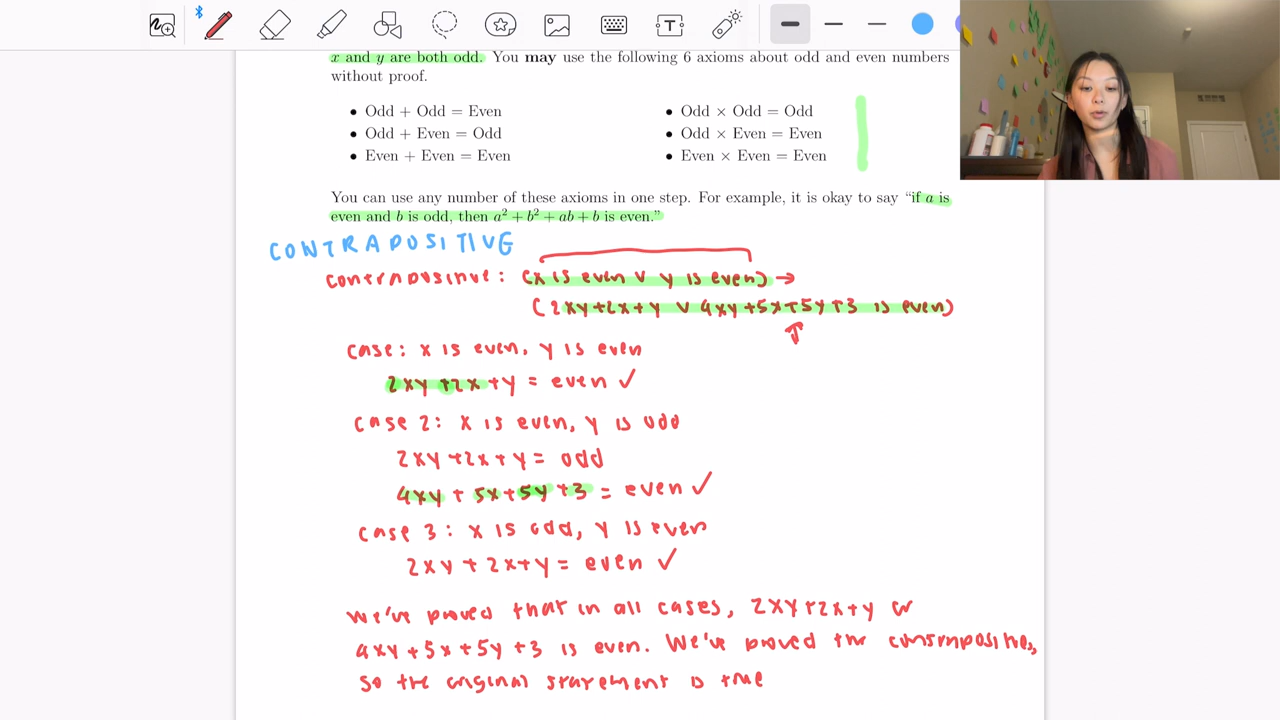 x and y are both odd. You may use the following 6 axioms about odd and even numbers
without proof.
• Odd + Odd = Even
• Odd + Even = Odd
• Even + Even = Even
• Odd × Odd = Odd
• Odd × Even = Even
• Even × Even = Even
You can use any number of these axioms in one step. For example, it is okay to say “if a is
even and b is odd, then a² + b² + ab + b is even.”
CONTRAPOSITIVE
contrapositive: (x is even ∨ y is even) →
(2xy+2x+y ∨ 4xy+5x+5y+3 is even)
case: x is even, y is even
2xy+2x+y = even ✓
case 2: x is even, y is odd
2xy+2x+y = odd
4xy + 5x+5y+3 = even ✓
case 3: x is odd, y is even
2xy + 2x+y = even ✓
we've proved that in all cases, 2xy+2x+y or
4xy+5x+5y+3 is even. We've proved the contrapositive,
so the original statement is true